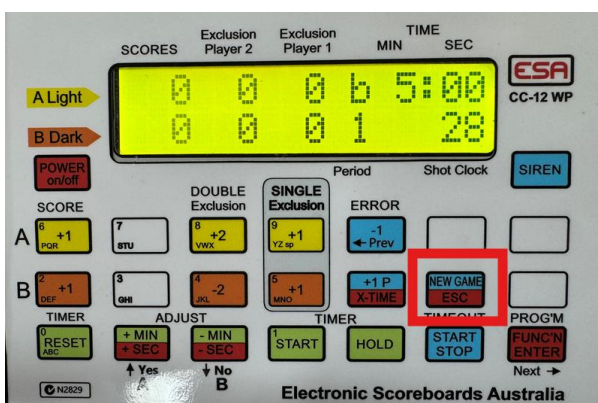 Exclusion Exclusion TIME
SCORES Player 2 Player 1 MIN SEC
A Light 0 0 0 b 5:00 ESA
CC-12 WP
B Dark 0 0 0 1 28
POWER on/off Period Shot Clock SIREN
DOUBLE SINGLE
SCORE Exclusion Exclusion ERROR
A 6 +1 PQR 7 STU 8 +2 VWX 9 +1 YZ sp -1 ← Prev
B 2 +1 DEF 3 GHI 4 -2 JKL 5 +1 MNO +1 P X-TIME NEW GAME ESC
TIMER ADJUST TIMER TIMEOUT PROG'M
0 RESET ABC + MIN + SEC - MIN - SEC 1 START HOLD START STOP FUNC'N ENTER
↑ Yes ↓ No Next →
N2829 A B Electronic Scoreboards Australia